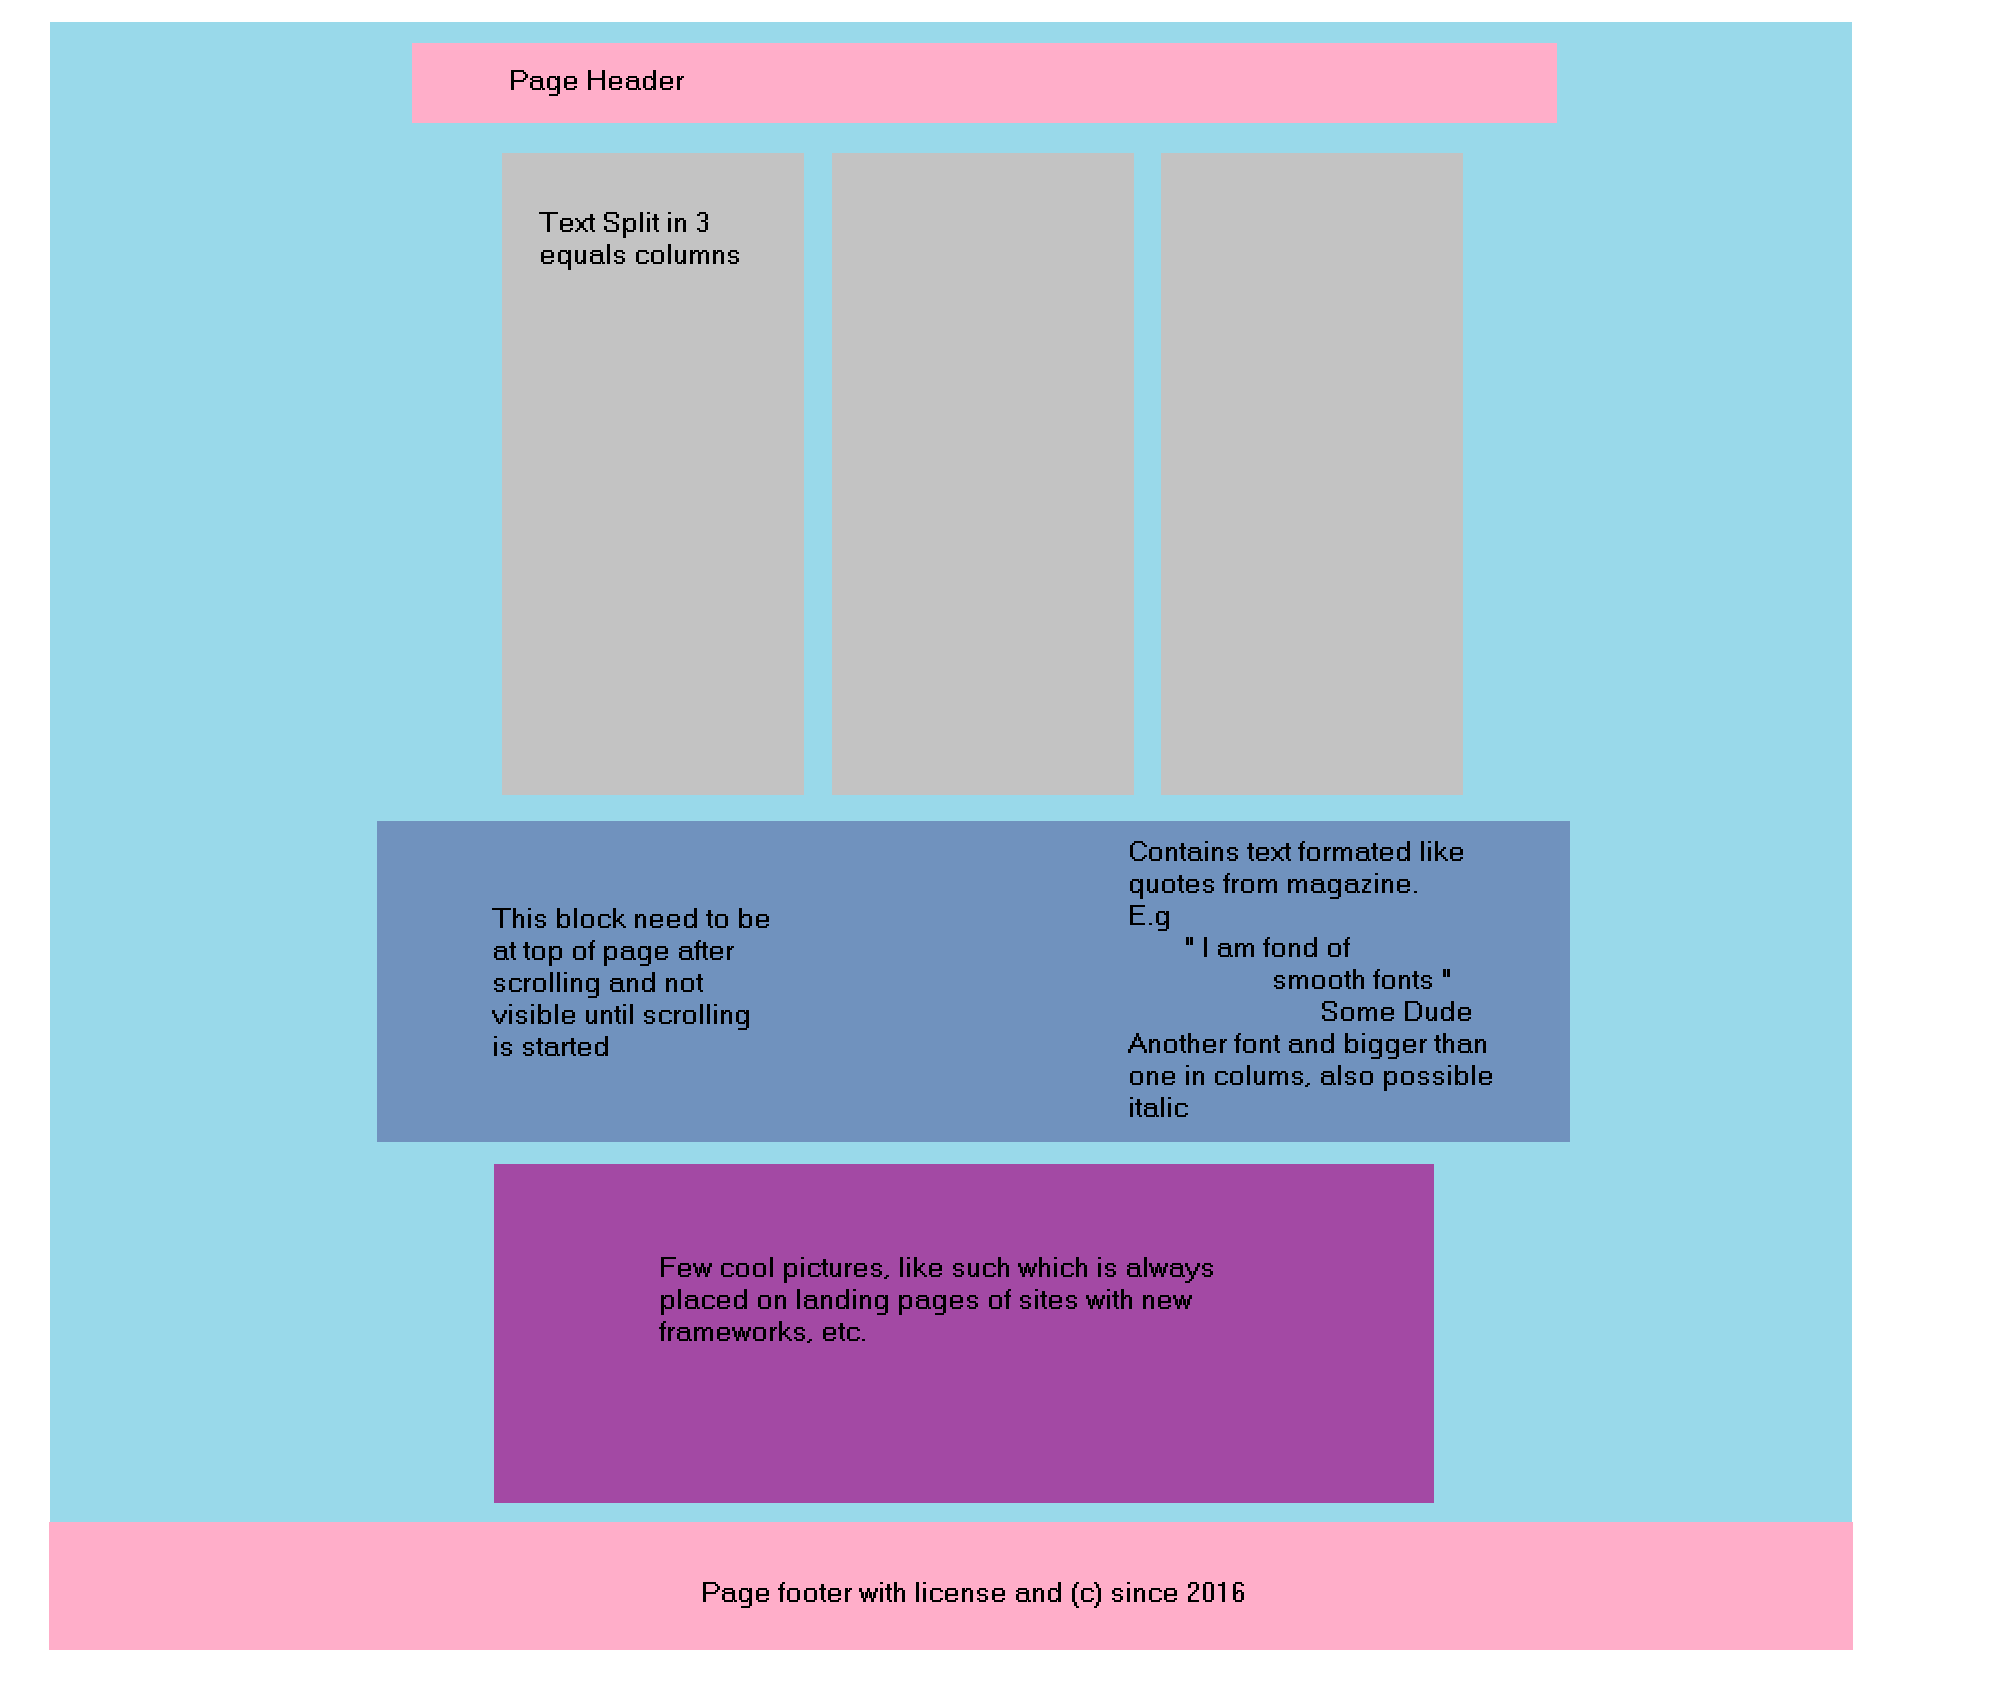 Page Header
Text Split in 3
equals columns
This block need to be
at top of page after
scrolling and not
visible until scrolling
is started
Contains text formated like
quotes from magazine.
E.g
" I am fond of
smooth fonts "
Some Dude
Another font and bigger than
one in colums, also possible
italic
Few cool pictures, like such which is always
placed on landing pages of sites with new
frameworks, etc.
Page footer with license and (c) since 2016